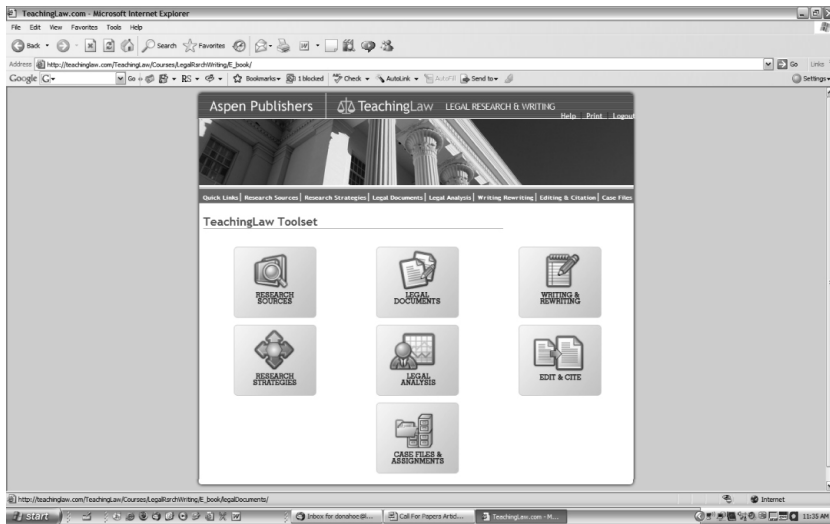 TeachingLaw.com - Microsoft Internet Explorer
File Edit View Favorites Tools Help
Back Search Favorites
Address http://teachinglaw.com/TeachingLaw/Courses/LegalRsrchWriting/E_book/ Go Links
Google G Go RS Bookmarks 1 blocked Check AutoLink AutoFill Send to Settings
Aspen Publishers TeachingLaw LEGAL RESEARCH & WRITING
Help Print Logout
Quick Links | Research Sources | Research Strategies | Legal Documents | Legal Analysis | Writing Rewriting | Editing & Citation | Case Files
TeachingLaw Toolset
RESEARCH SOURCES
LEGAL DOCUMENTS
WRITING & REWRITING
RESEARCH STRATEGIES
LEGAL ANALYSIS
EDIT & CITE
CASE FILES & ASSIGNMENTS
http://teachinglaw.com/TeachingLaw/Courses/LegalRsrchWriting/E_book/legalDocuments/ Internet
start Inbox for donahoe@... Call For Papers Artic... TeachingLaw.com - M... 11:35 AM